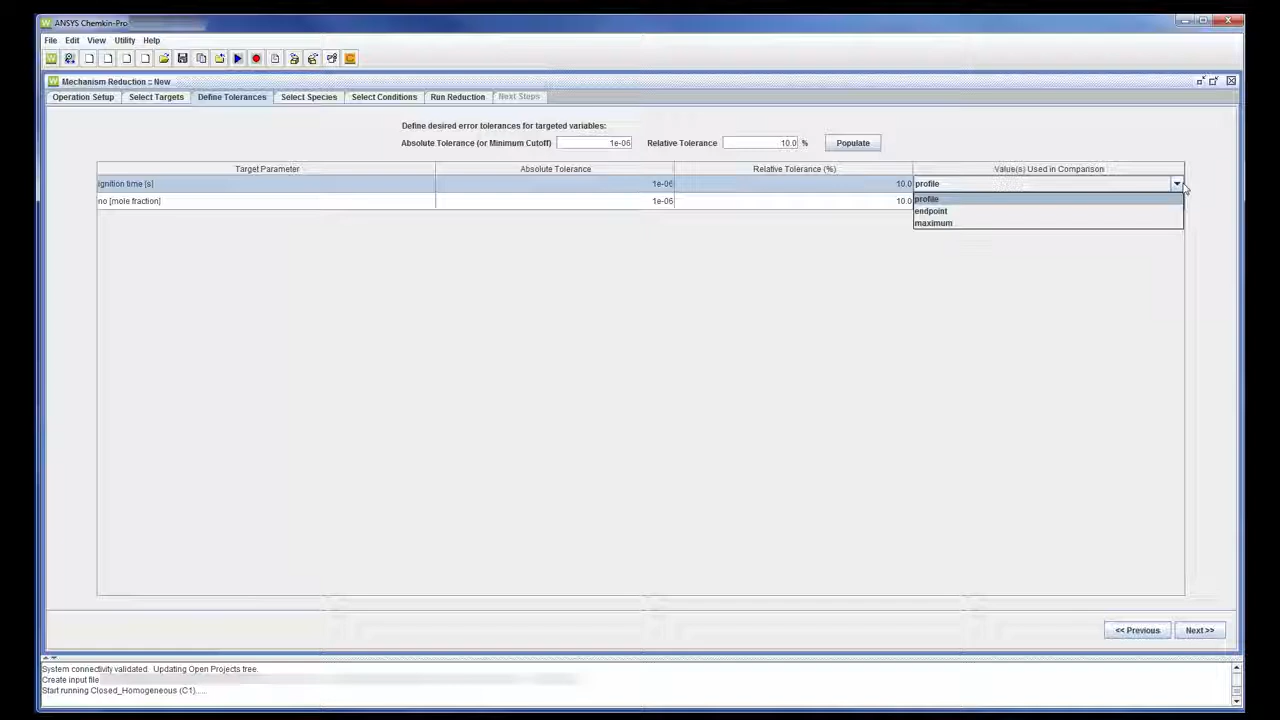 ANSYS Chemkin-Pro
File Edit View Utility Help
Mechanism Reduction :: New
Operation Setup Select Targets Define Tolerances Select Species Select Conditions Run Reduction Next Steps
Define desired error tolerances for targeted variables:
Absolute Tolerance (or Minimum Cutoff) 1e-06 Relative Tolerance 10.0 % Populate
Target Parameter Absolute Tolerance Relative Tolerance (%) Value(s) Used in Comparison
ignition time [s] 1e-06 10.0 profile
no [mole fraction] 1e-06 10.0
profile
endpoint
maximum
<< Previous Next >>
System connectivity validated. Updating Open Projects tree.
Create input file
Start running Closed_Homogeneous (C1).....